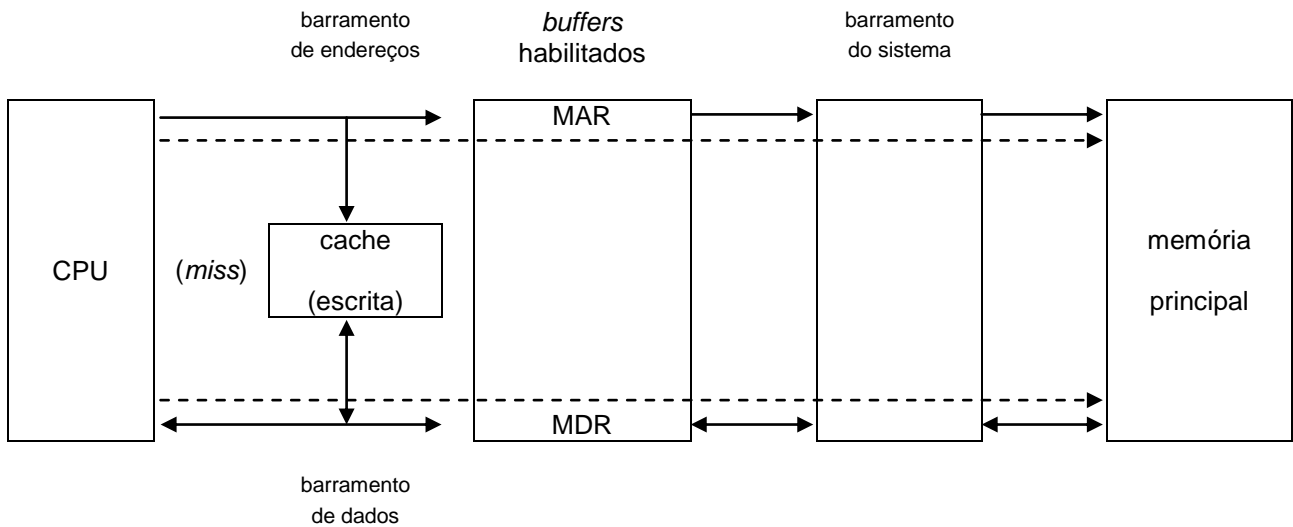 barramento
de endereços
buffers
habilitados
barramento
do sistema
MAR
CPU
(miss)
cache
(escrita)
memória
principal
MDR
barramento
de dados